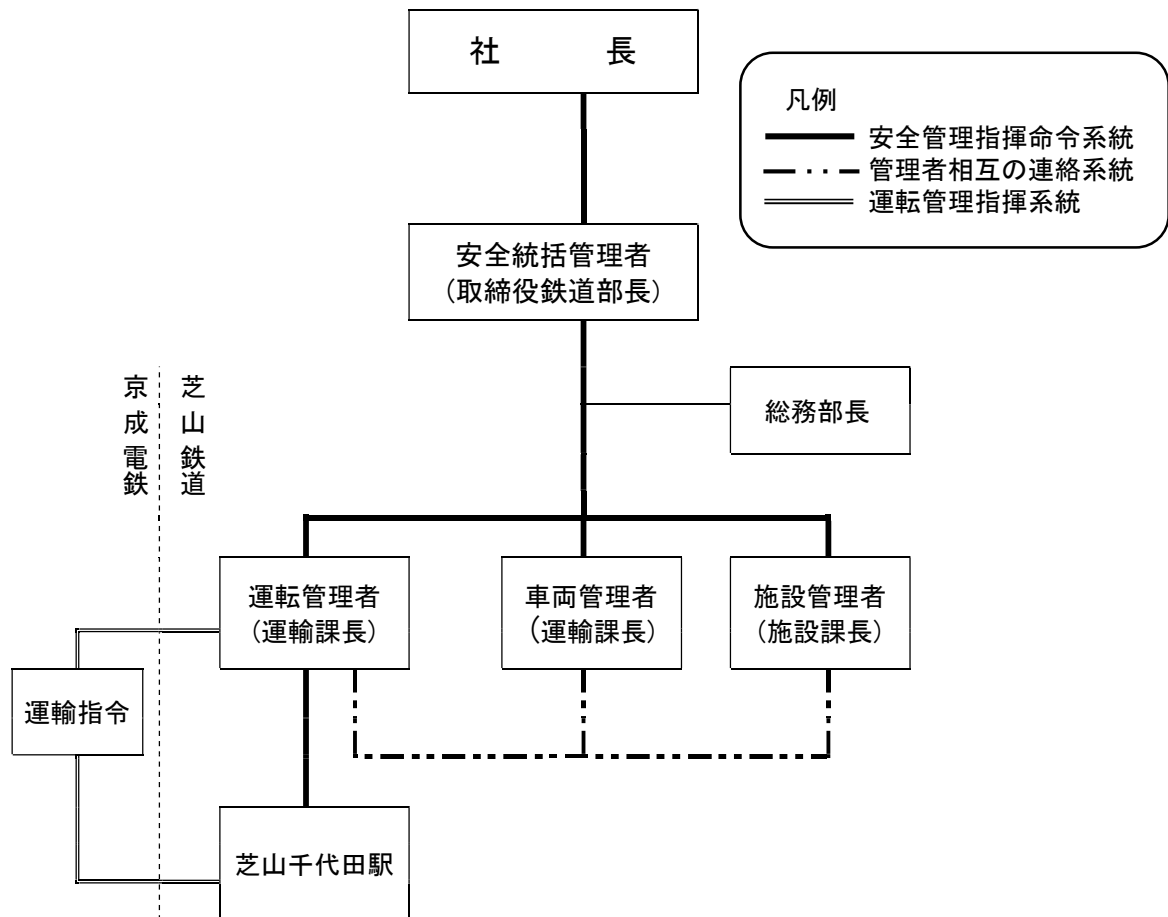 社　　長
凡例
安全管理指揮命令系統
管理者相互の連絡系統
運転管理指揮系統
安全統括管理者
（取締役鉄道部長）
総務部長
京成電鉄
芝山鉄道
運転管理者
（運輸課長）
車両管理者
（運輸課長）
施設管理者
（施設課長）
運輸指令
芝山千代田駅